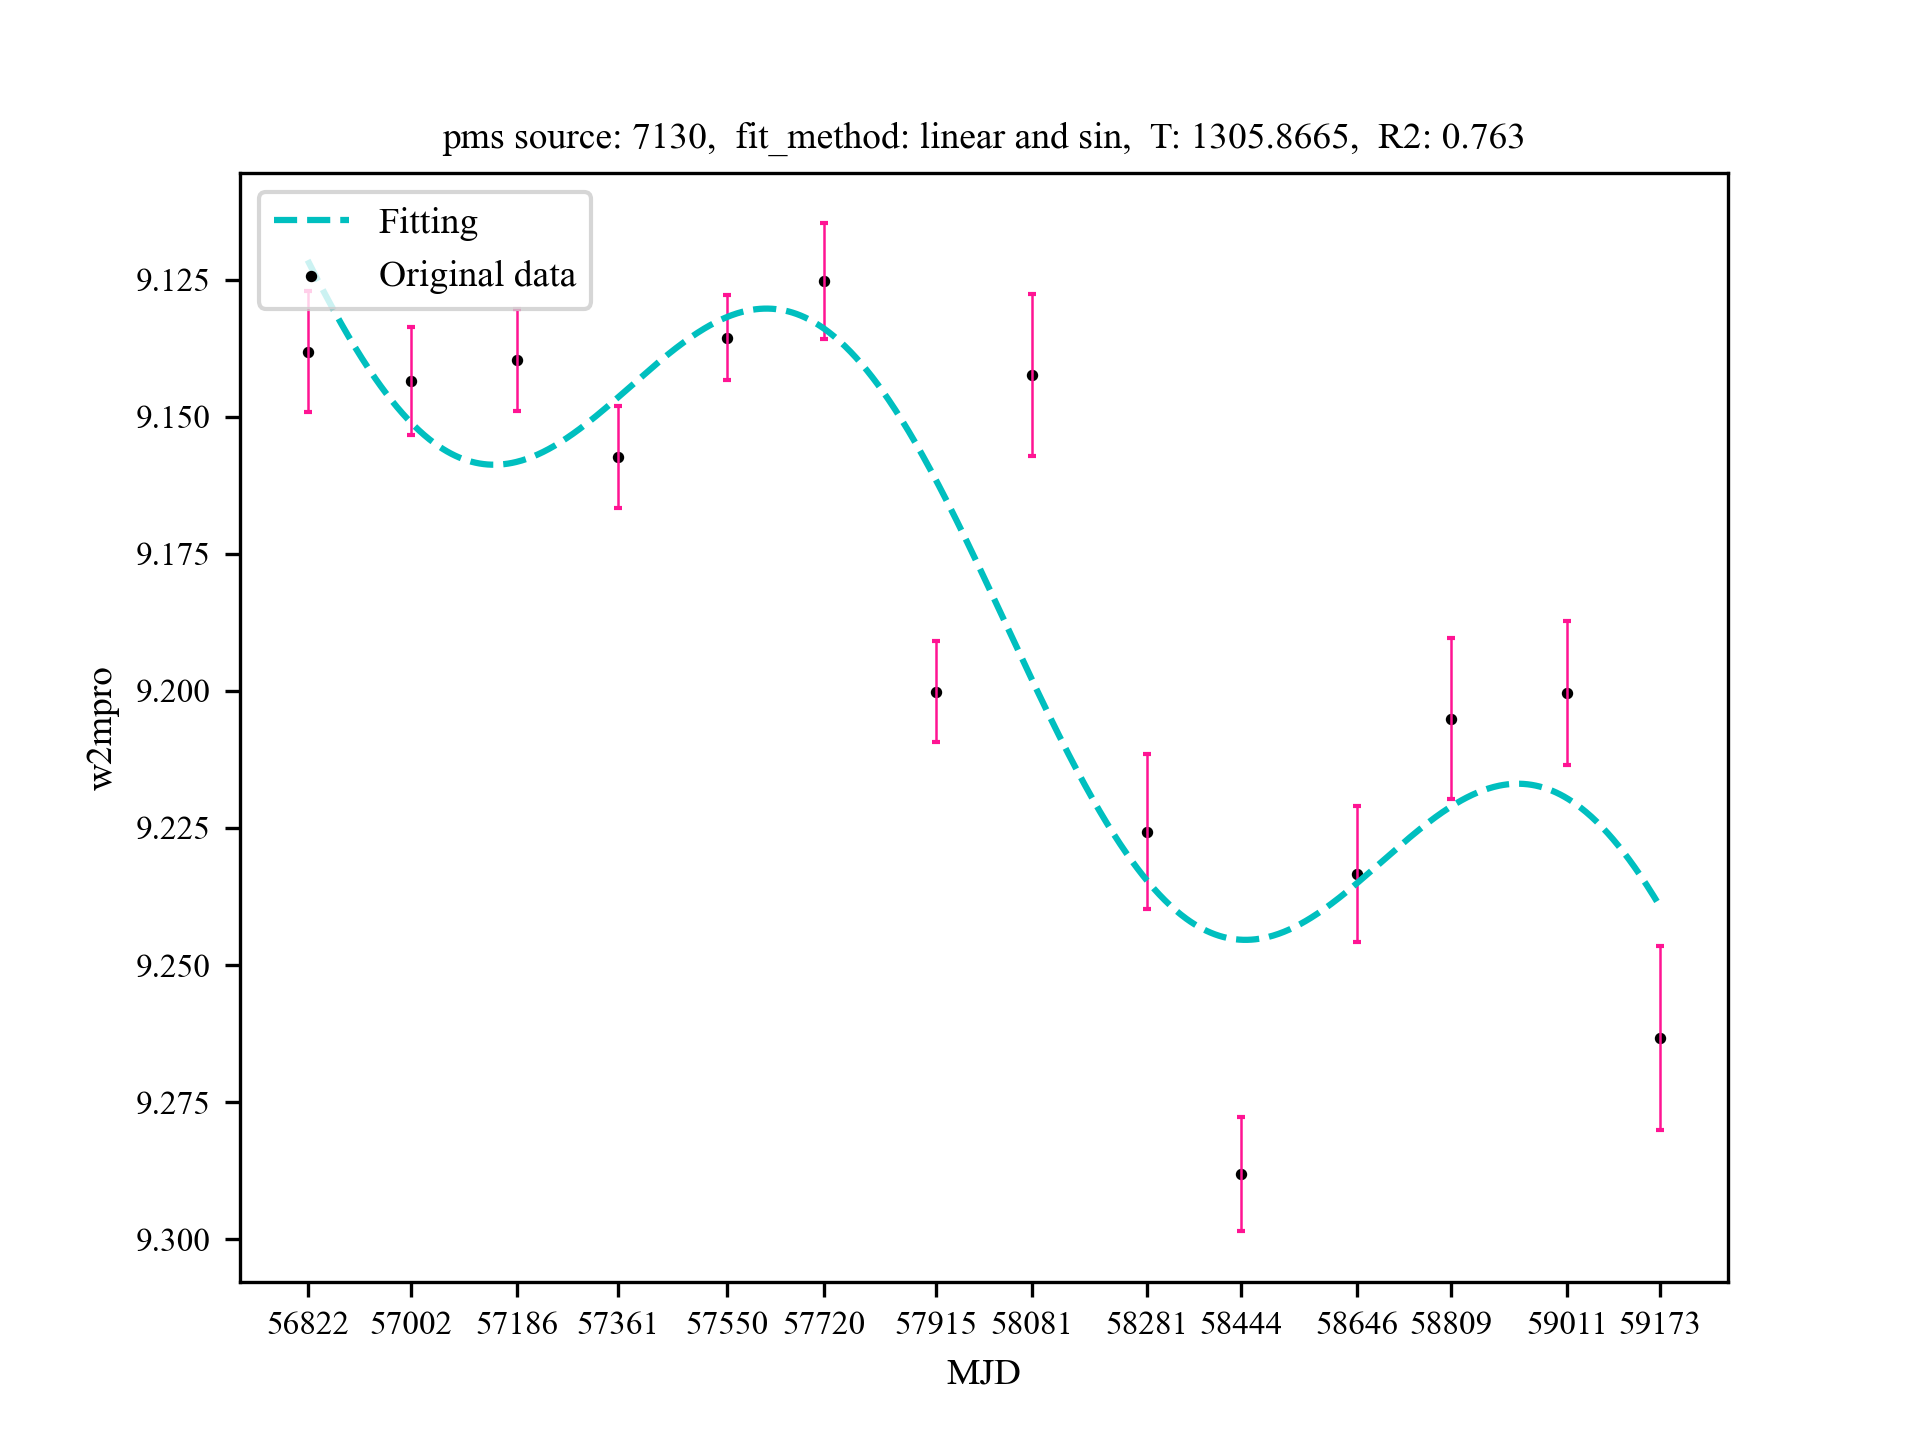 pms source: 7130,  fit_method: linear and sin,  T: 1305.8665,  R2: 0.763
Fitting
Original data
9.125
9.150
9.175
9.200
9.225
9.250
9.275
9.300
w2mpro
56822 57002 57186 57361 57550 57720 57915 58081 58281 58444 58646 58809 59011 59173
MJD